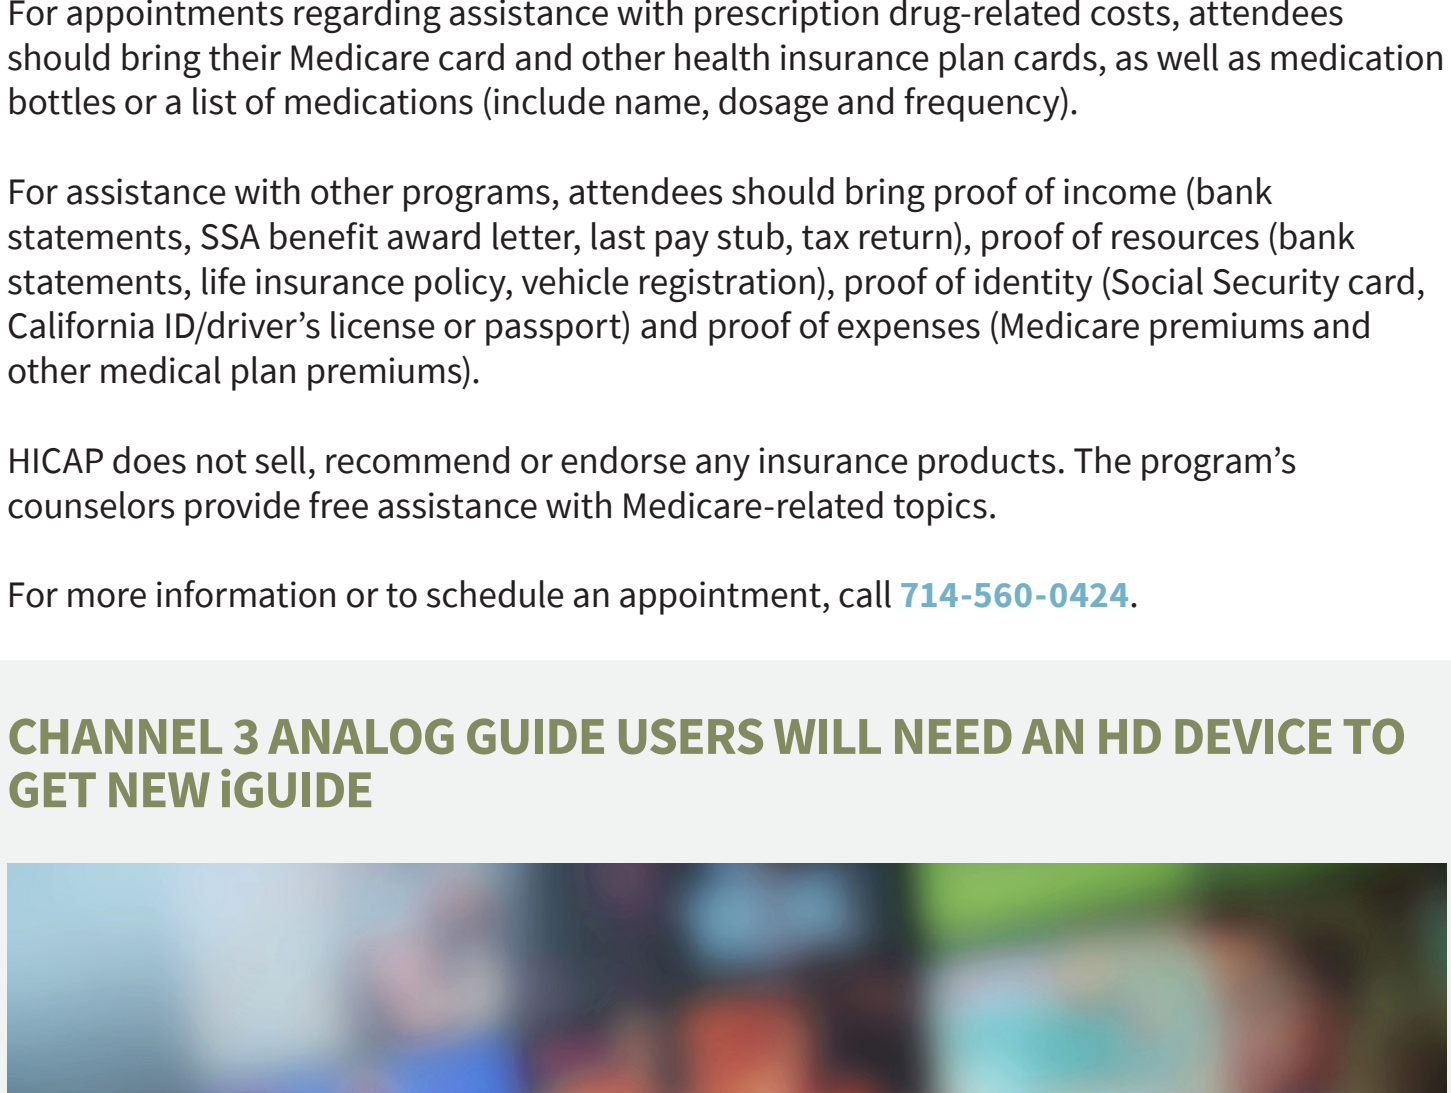 For appointments regarding assistance with prescription drug-related costs, attendees
should bring their Medicare card and other health insurance plan cards, as well as medication
bottles or a list of medications (include name, dosage and frequency).
For assistance with other programs, attendees should bring proof of income (bank
statements, SSA benefit award letter, last pay stub, tax return), proof of resources (bank
statements, life insurance policy, vehicle registration), proof of identity (Social Security card,
California ID/driver’s license or passport) and proof of expenses (Medicare premiums and
other medical plan premiums).
HICAP does not sell, recommend or endorse any insurance products. The program’s
counselors provide free assistance with Medicare-related topics.
For more information or to schedule an appointment, call 714-560-0424.
CHANNEL 3 ANALOG GUIDE USERS WILL NEED AN HD DEVICE TO
GET NEW iGUIDE